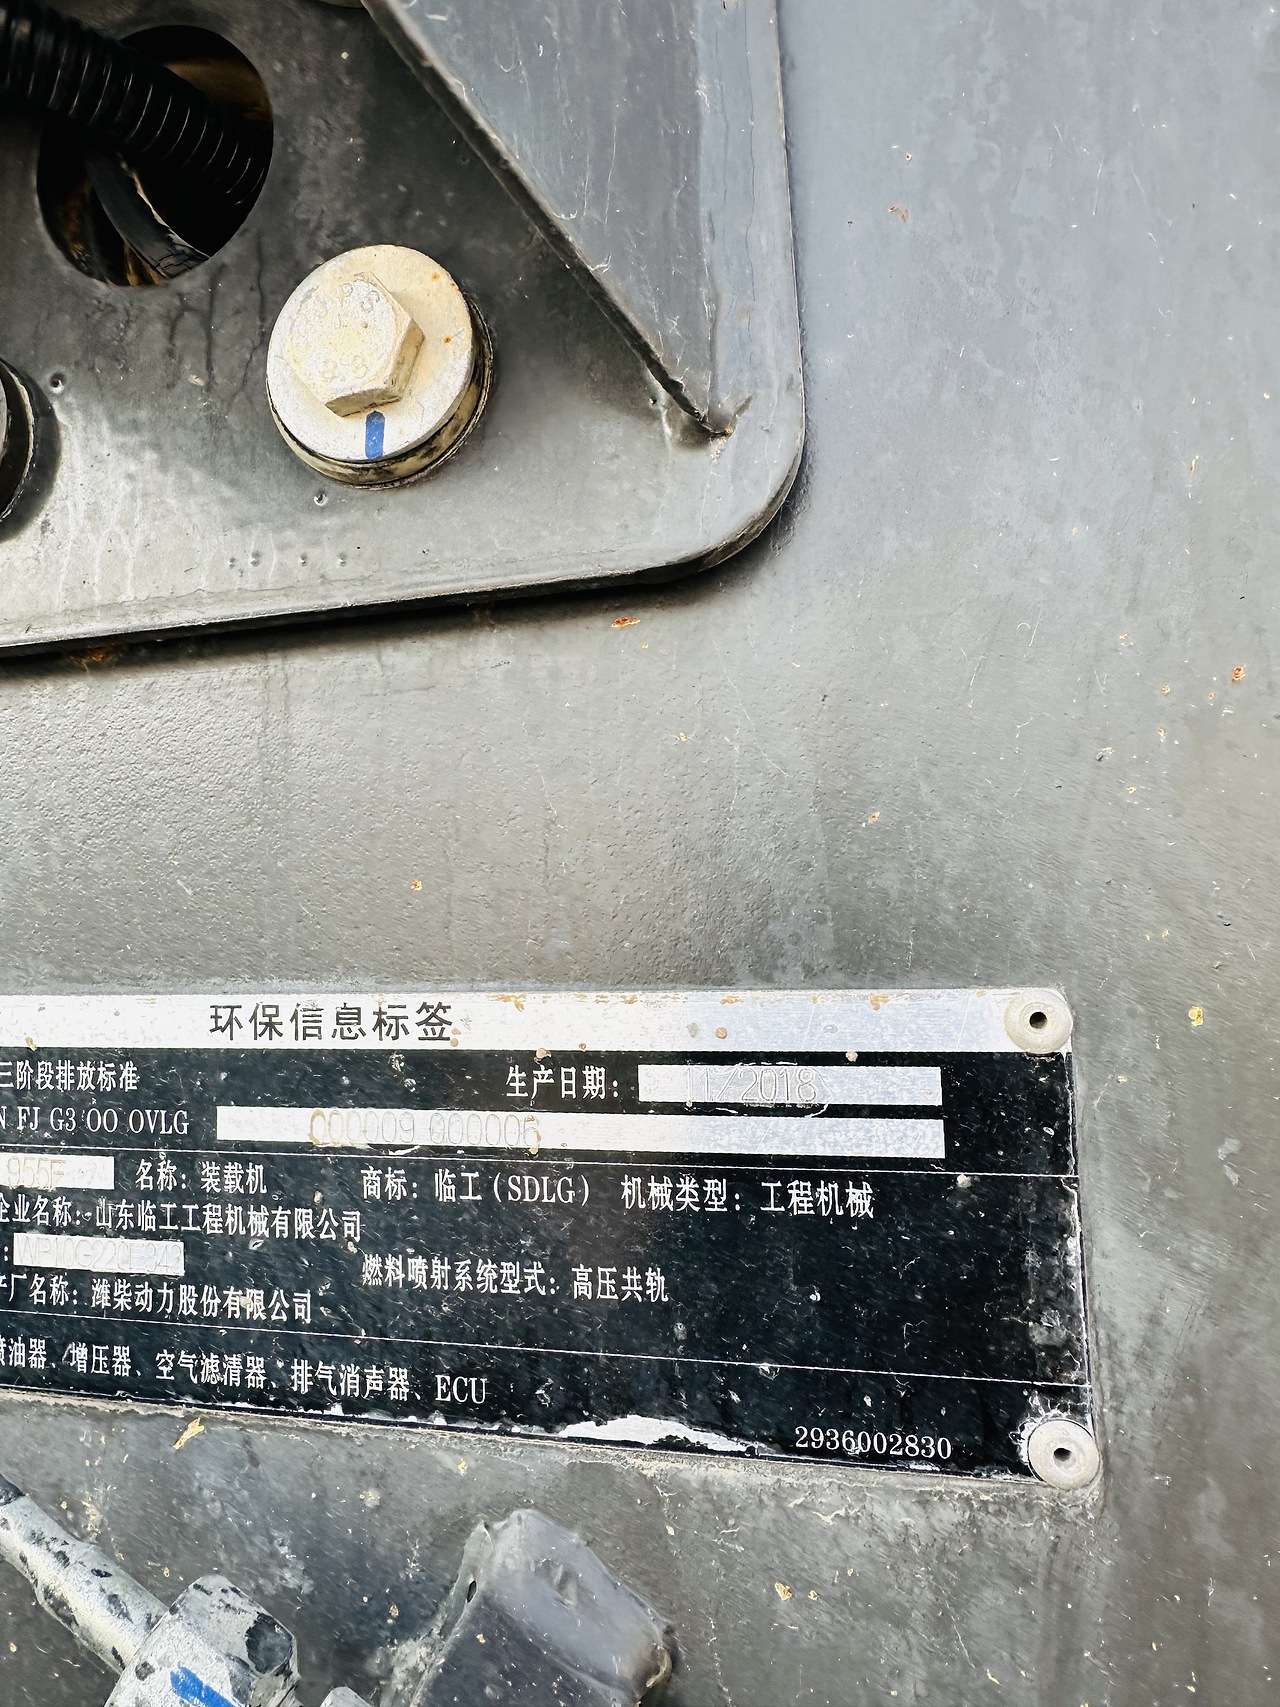 环保信息标签
三阶段排放标准 生产日期: 11/2018
FJ G3 00 0VLG 000009 000006
955F 名称: 装载机 商标: 临工(SDLG) 机械类型: 工程机械
企业名称: 山东临工工程机械有限公司
: WP10G220E343 燃料喷射系统型式: 高压共轨
厂名称: 潍柴动力股份有限公司
喷油器、增压器、空气滤清器、排气消声器、ECU
2936002830